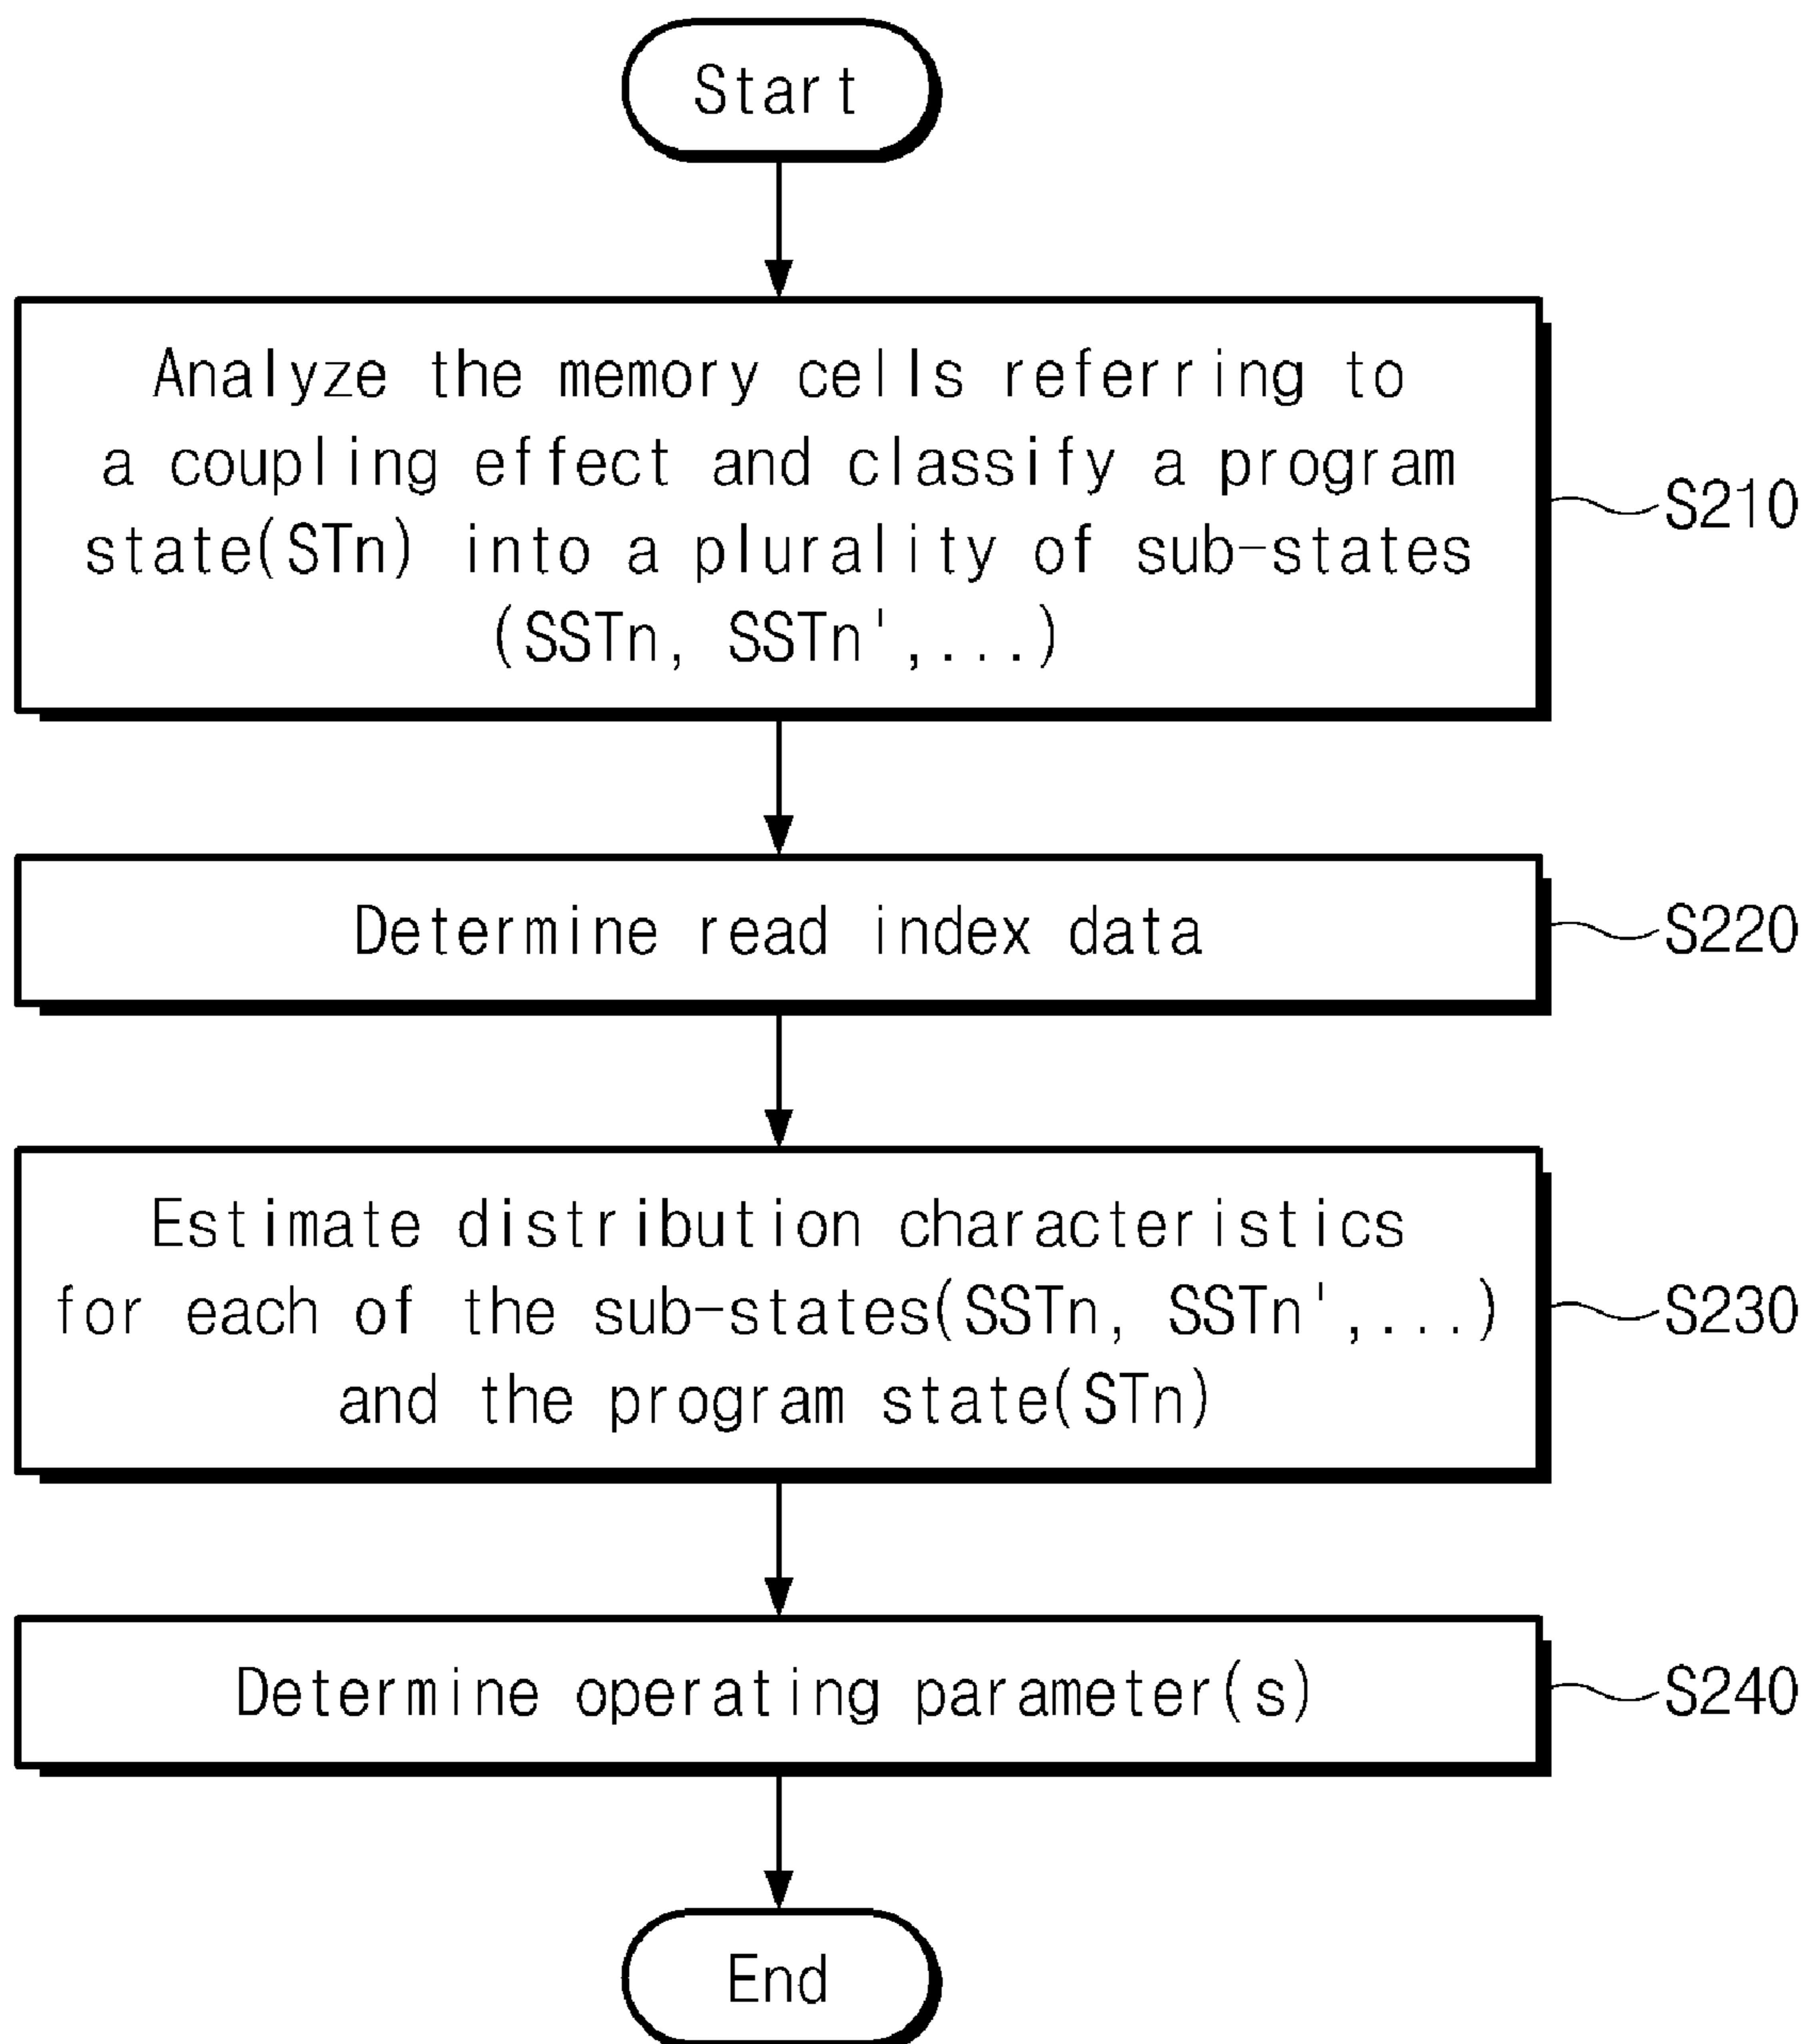 Start
Analyze the memory cells referring to
a coupling effect and classify a program
state(STn) into a plurality of sub-states
(SSTn, SSTn',...)
S210
Determine read index data
S220
Estimate distribution characteristics
for each of the sub-states(SSTn, SSTn',...)
and the program state(STn)
S230
Determine operating parameter(s)
S240
End